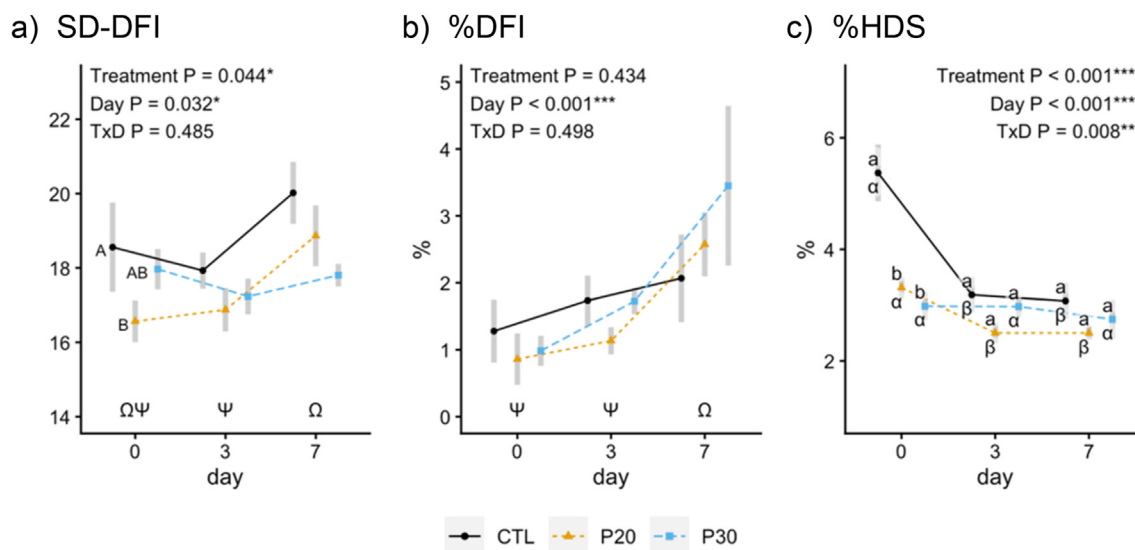 a) SD-DFI
Treatment P = 0.044*
Day P = 0.032*
TxD P = 0.485
22
20
18
16
14
A
AB
B
ΩΨ Ψ Ω
0 3 7
day
b) %DFI
Treatment P = 0.434
Day P < 0.001***
TxD P = 0.498
%
5
4
3
2
1
0
Ψ Ψ Ω
0 3 7
day
c) %HDS
Treatment P < 0.001***
Day P < 0.001***
TxD P = 0.008**
%
6
4
2
a
α
b
α
b
α
a
β
a
β
a
α
a
β
a
β
a
α
0 3 7
day
CTL P20 P30